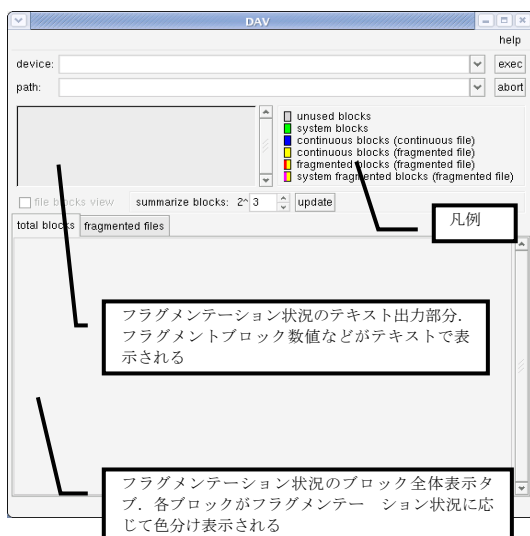 DAV
help
device:
exec
path:
abort
unused blocks
system blocks
continuous blocks (continuous file)
continuous blocks (fragmented file)
fragmented blocks (fragmented file)
system fragmented blocks (fragmented file)
file blocks view
summarize blocks: 2^ 3
update
凡例
total blocks
fragmented files
フラグメンテーション状況のテキスト出力部分.
フラグメントブロック数値などがテキストで表
示される
フラグメンテーション状況のブロック全体表示タ
ブ. 各ブロックがフラグメンテー ション状況に応
じて色分け表示される